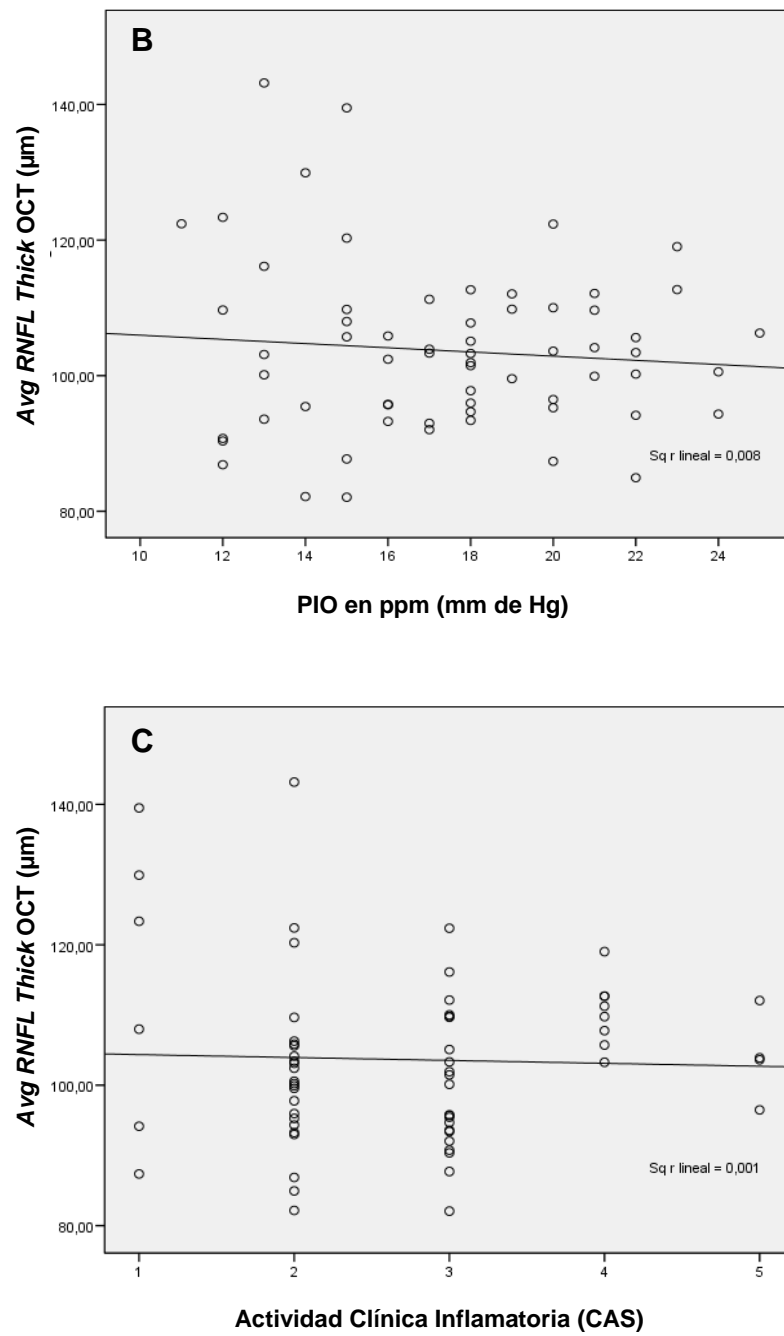 B
Avg RNFL Thick OCT (µm)
140,00
120,00
100,00
80,00
Sq r lineal = 0,008
10 12 14 16 18 20 22 24
PIO en ppm (mm de Hg)
C
Avg RNFL Thick OCT (µm)
140,00
120,00
100,00
80,00
Sq r lineal = 0,001
1 2 3 4 5
Actividad Clínica Inflamatoria (CAS)